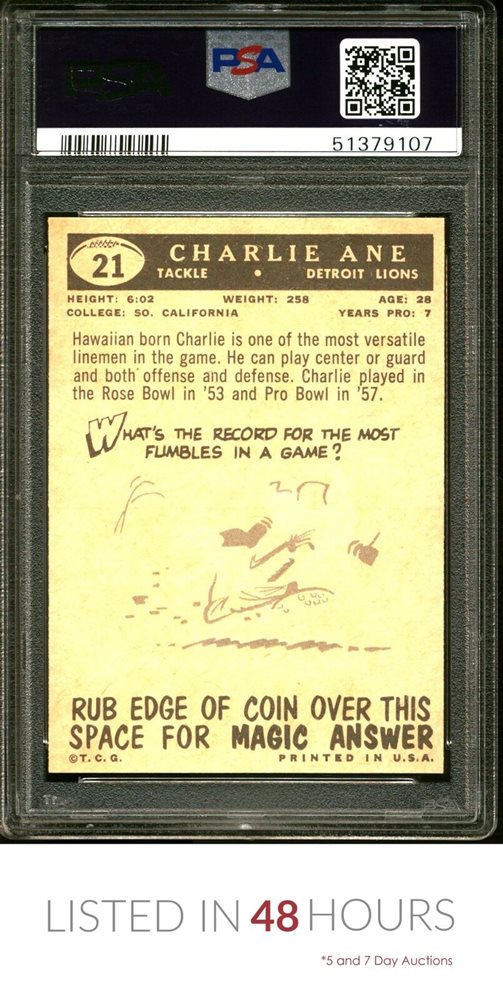 PSA
51379107
21
CHARLIE ANE
TACKLE • DETROIT LIONS
HEIGHT: 6:02 WEIGHT: 258 AGE: 28
COLLEGE: SO. CALIFORNIA YEARS PRO: 7
Hawaiian born Charlie is one of the most versatile
linemen in the game. He can play center or guard
and both offense and defense. Charlie played in
the Rose Bowl in '53 and Pro Bowl in '57.
WHAT'S THE RECORD FOR THE MOST
FUMBLES IN A GAME?
RUB EDGE OF COIN OVER THIS
SPACE FOR MAGIC ANSWER
©T.C.G. PRINTED IN U.S.A.
LISTED IN 48 HOURS
*5 and 7 Day Auctions